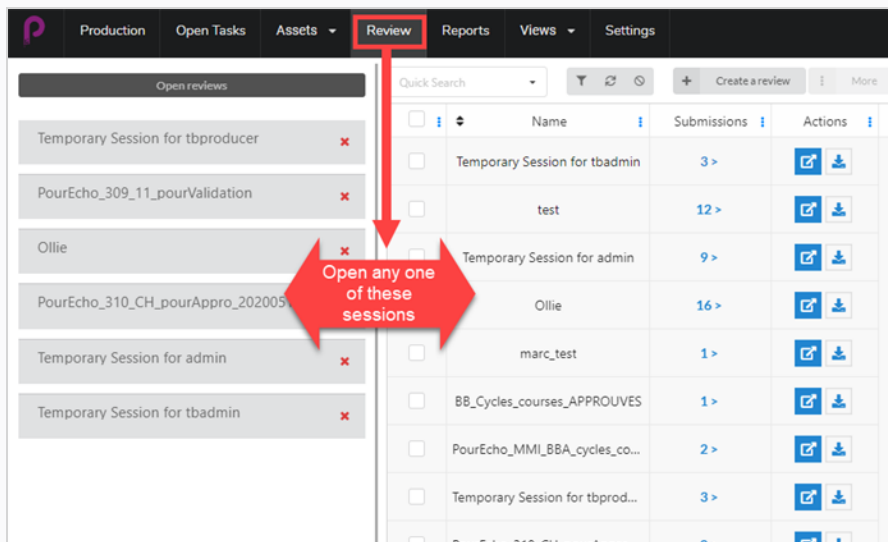 Production Open Tasks Assets Review Reports Views Settings
Open reviews
Temporary Session for tbproducer
PourEcho_309_11_pourValidation
Ollie
PourEcho_310_CH_pourAppro_202005
Temporary Session for admin
Temporary Session for tbadmin
Open any one
of these
sessions
Quick Search + Create a review More
Name Submissions Actions
Temporary Session for tbadmin 3 >
test 12 >
Temporary Session for admin 9 >
Ollie 16 >
marc_test 1 >
BB_Cycles_courses_APPROUVES 1 >
PourEcho_MMI_BBA_cycles_co... 2 >
Temporary Session for tbprod... 3 >